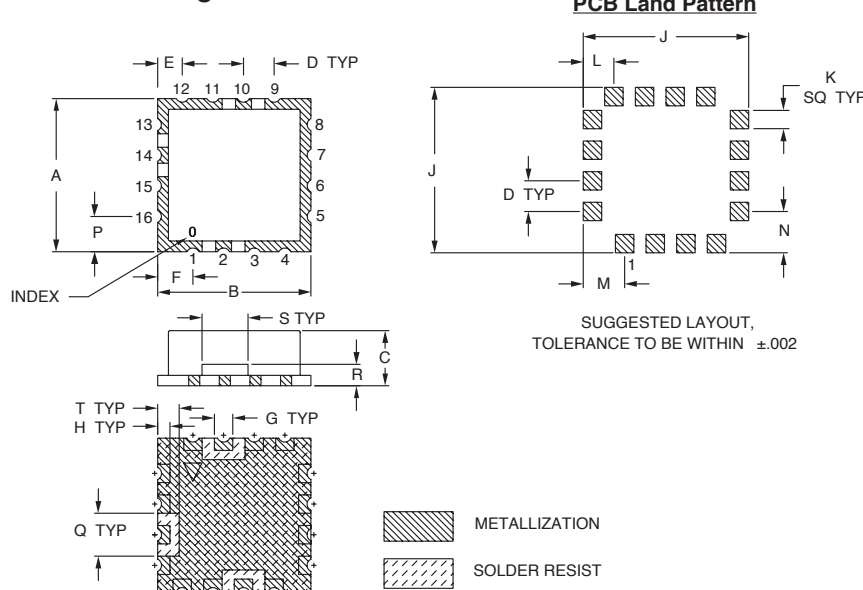 PCB Land Pattern
E
D TYP
12 11 10 9
13
14
15
16
8
7
6
5
A
P
0
1 2 3 4
F
B
INDEX
J
L
K
SQ TYP
J
D TYP
N
1
M
SUGGESTED LAYOUT,
TOLERANCE TO BE WITHIN ±.002
S TYP
C
R
T TYP
H TYP
G TYP
Q TYP
METALLIZATION
SOLDER RESIST